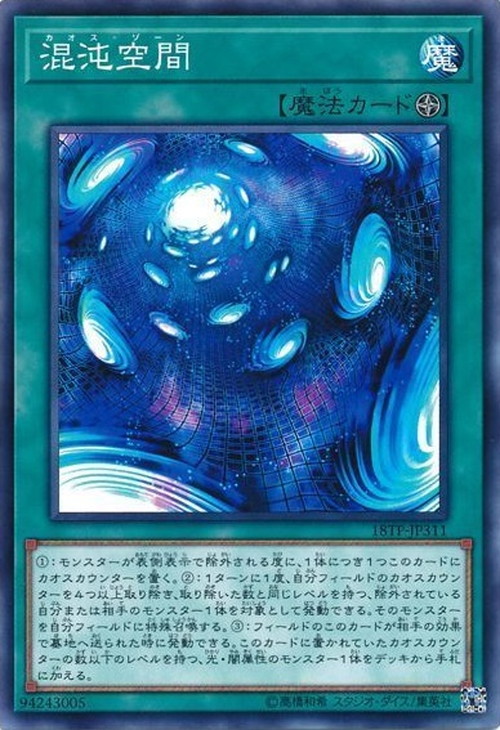 カオス・ゾーン
混沌空間
魔
【魔法カード】
18TP-JP311
①：モンスターが表側表示で除外される度に、1体につき1つこのカードに
カオスカウンターを置く。②：1ターンに1度、自分フィールドのカオスカウン
ターを4つ以上取り除き、取り除いた数と同じレベルを持つ、除外されている
自分または相手のモンスター1体を対象として発動できる。そのモンスター
を自分フィールドに特殊召喚する。③：フィールドのこのカードが相手の効果
で墓地へ送られた時に発動できる。このカードに置かれていたカオスカウン
ターの数以下のレベルを持つ、光・闇属性のモンスター1体をデッキから手札
に加える。
94243005
©高橋和希 スタジオ・ダイス/集英社